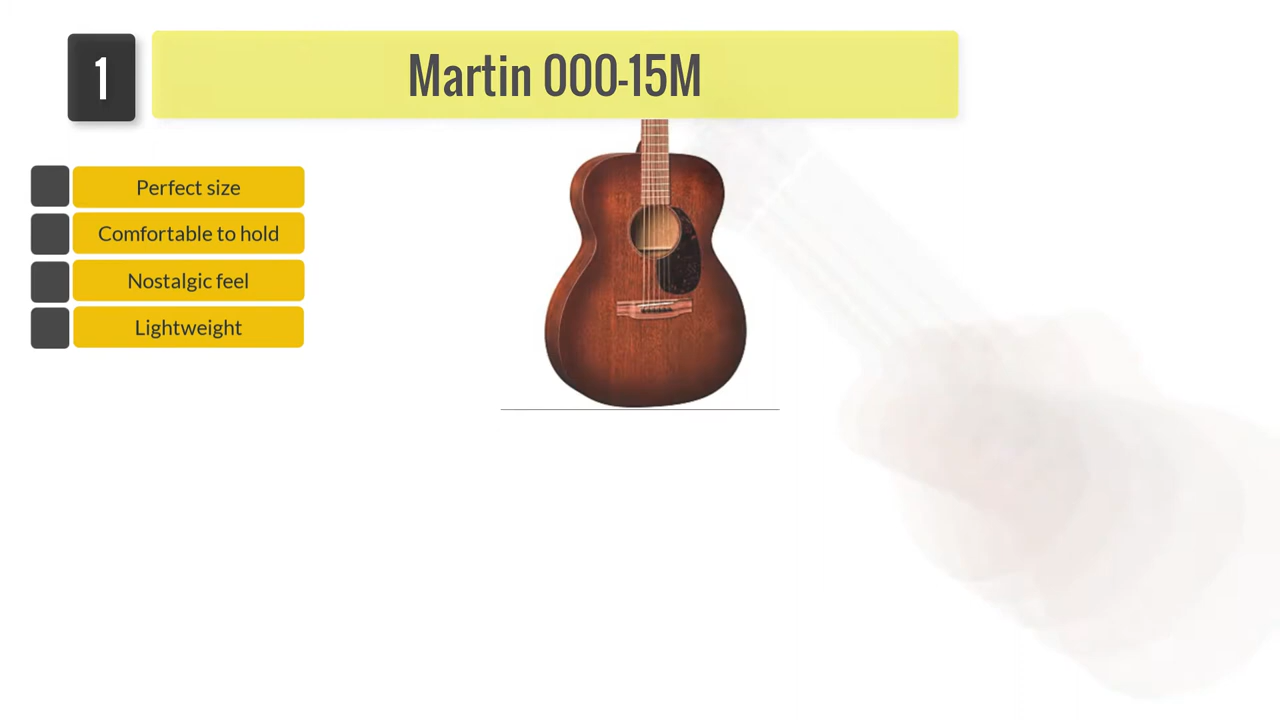 1
Martin 000-15M
Perfect size
Comfortable to hold
Nostalgic feel
Lightweight